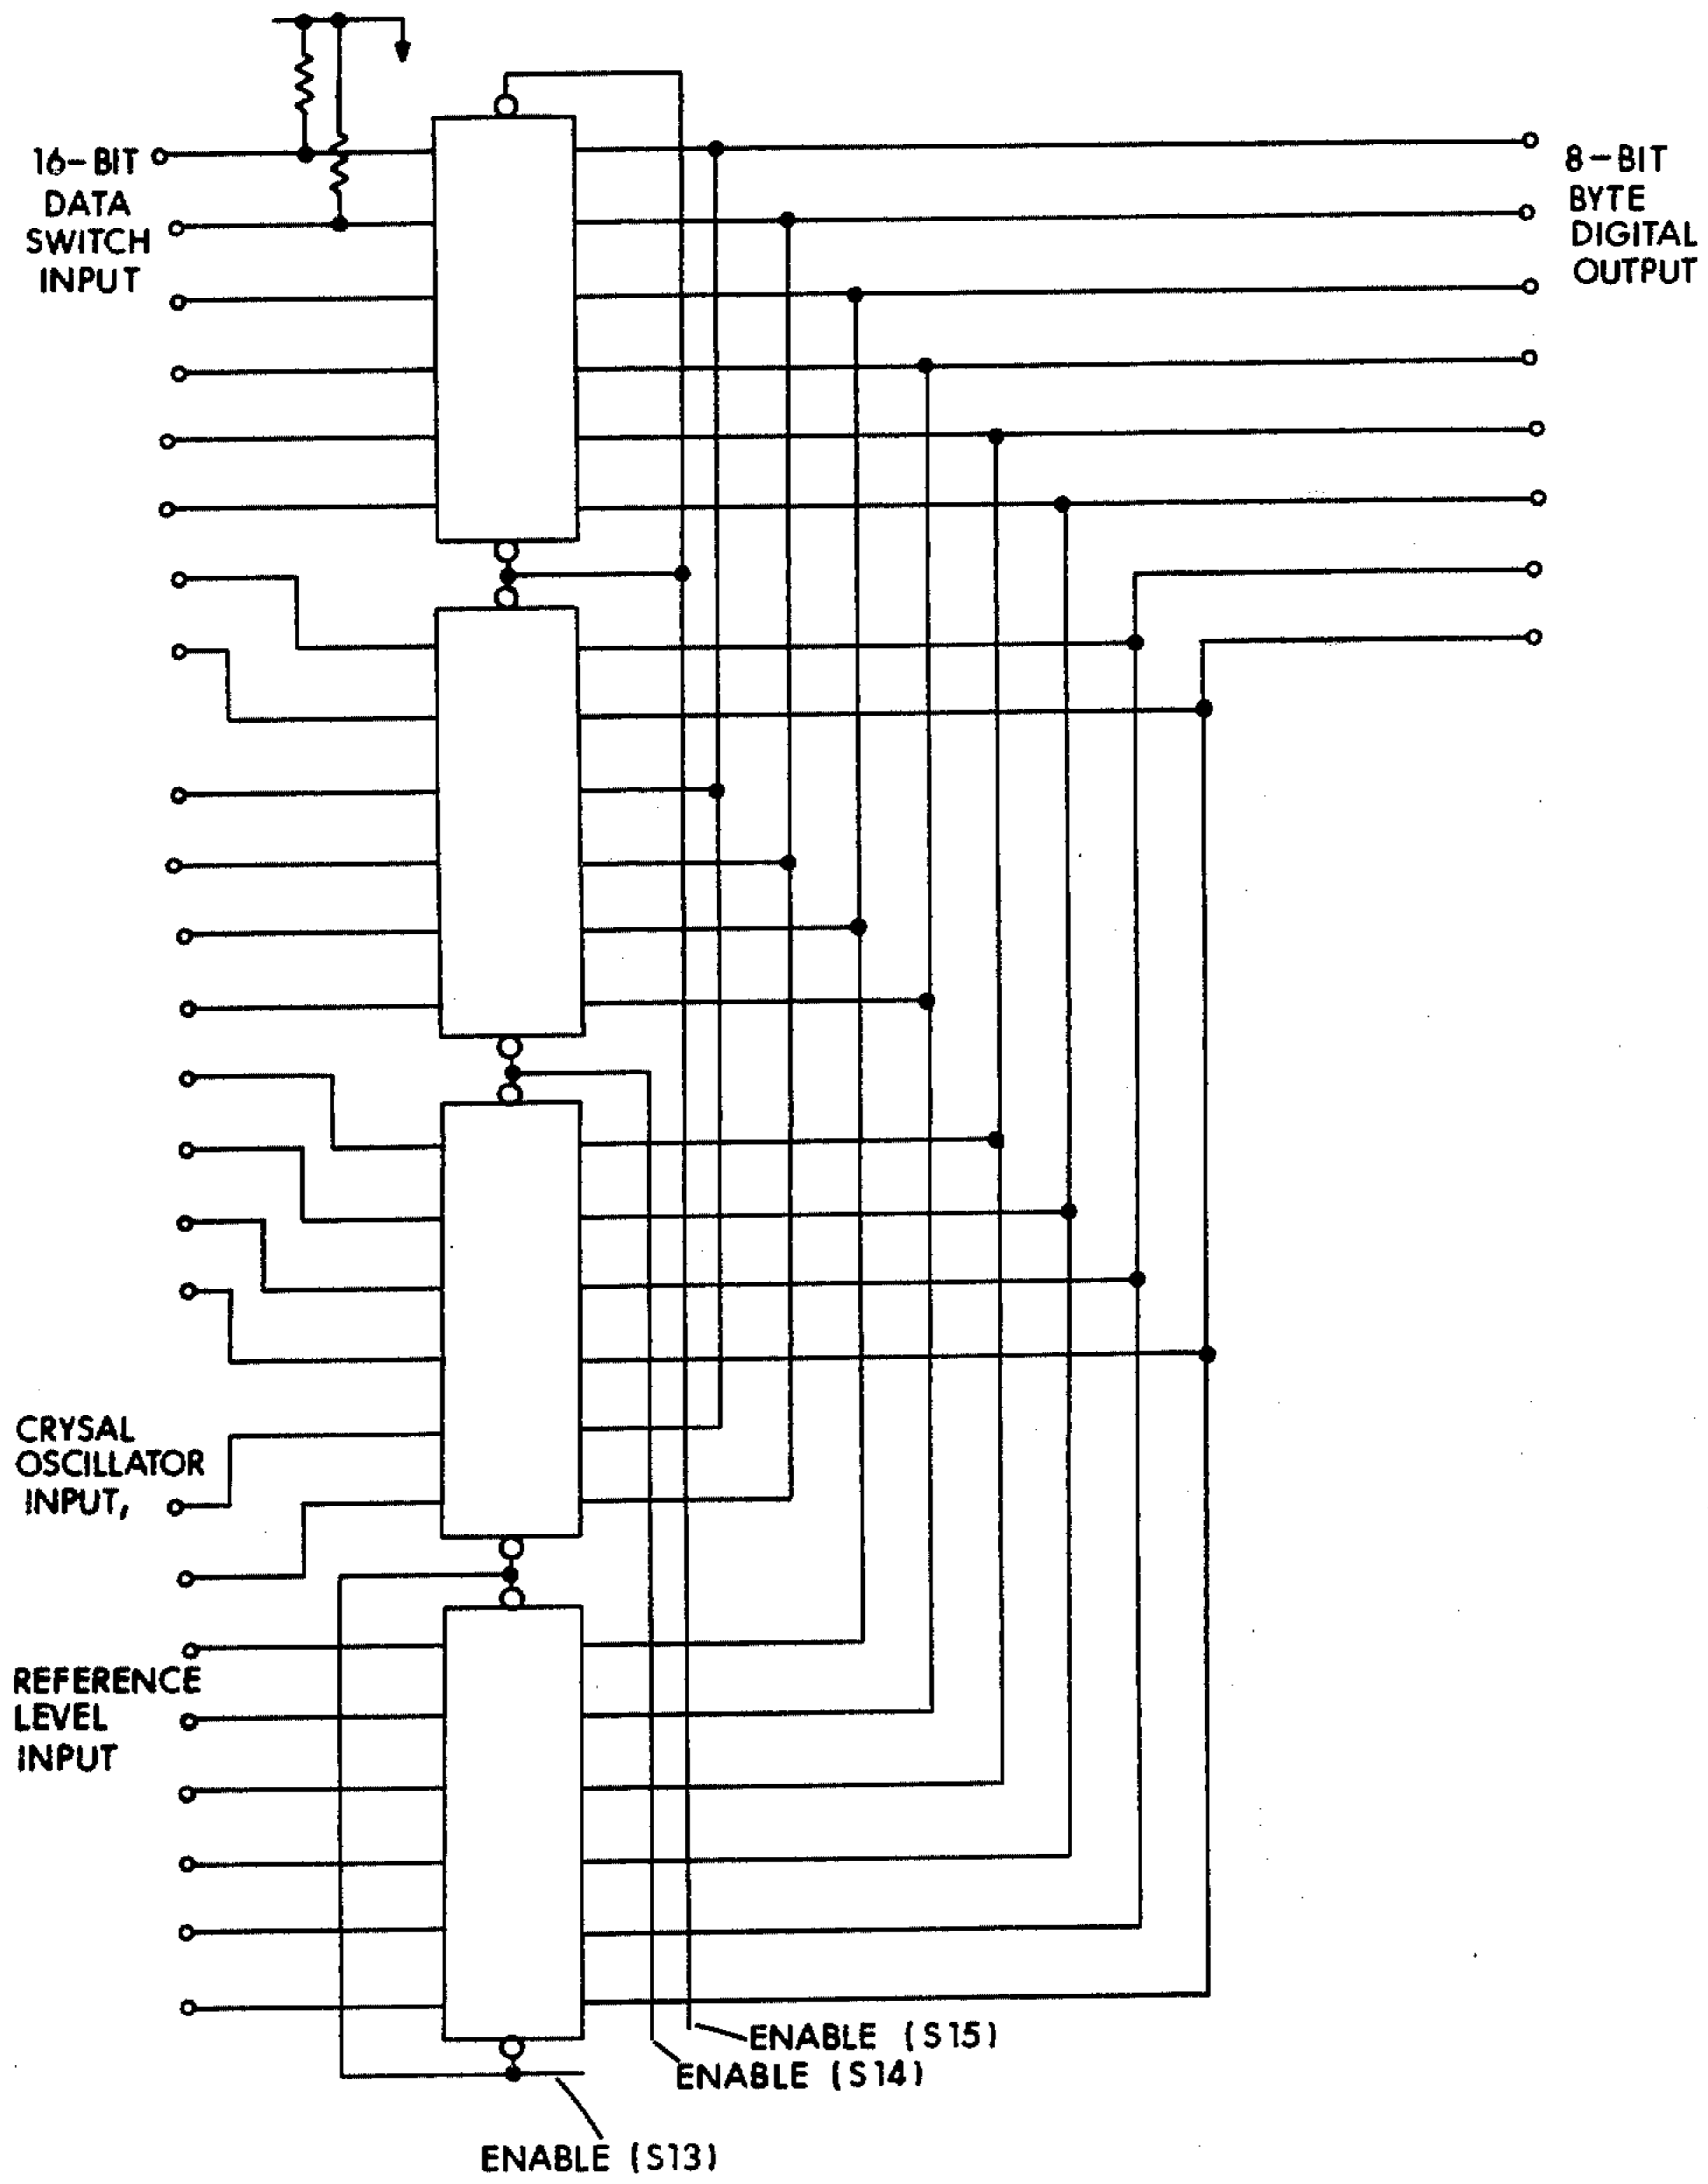 16-BIT
DATA
SWITCH
INPUT
8-BIT
BYTE
DIGITAL
OUTPUT
CRYSAL
OSCILLATOR
INPUT,
REFERENCE
LEVEL
INPUT
ENABLE (S15)
ENABLE (S14)
ENABLE (S13)